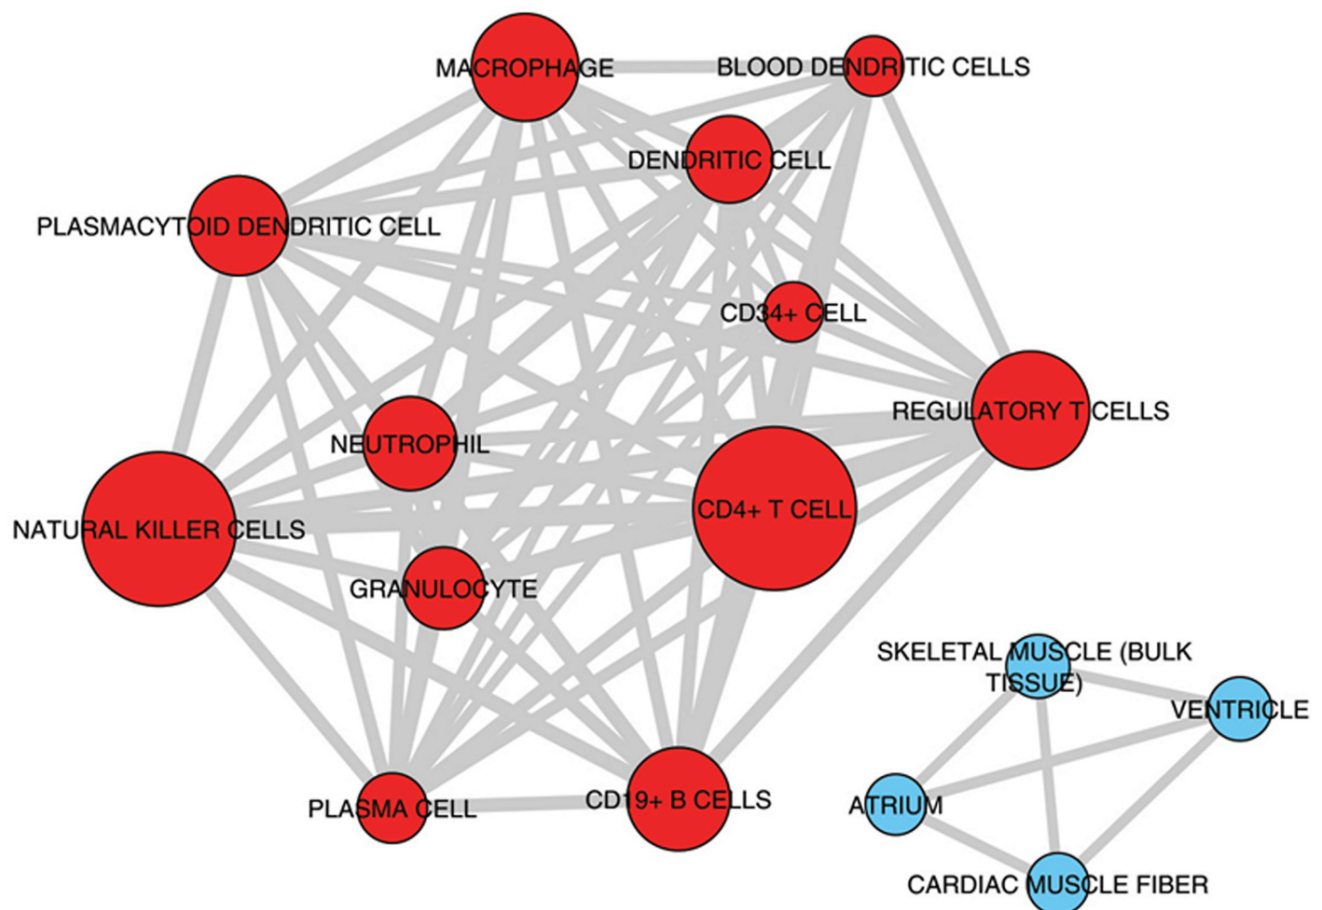 MACROPHAGE
BLOOD DENDRITIC CELLS
DENDRITIC CELL
PLASMACYTOID DENDRITIC CELL
CD34+ CELL
REGULATORY T CELLS
NEUTROPHIL
CD4+ T CELL
NATURAL KILLER CELLS
GRANULOCYTE
SKELETAL MUSCLE (BULK
TISSUE)
VENTRICLE
CD19+ B CELLS
PLASMA CELL
ATRIUM
CARDIAC MUSCLE FIBER